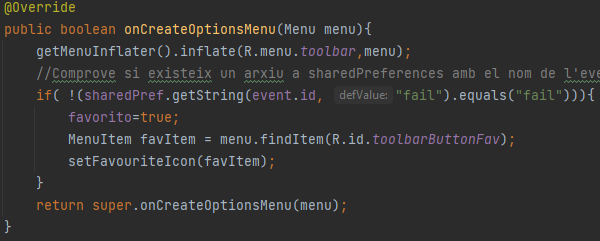 @Override
public boolean onCreateOptionsMenu(Menu menu){
getMenuInflater().inflate(R.menu.toolbar,menu);
//Comprove si existeix un arxiu a sharedPreferences amb el nom de l'eve
if( !(sharedPref.getString(event.id, defValue: "fail").equals("fail"))){
favorito=true;
MenuItem favItem = menu.findItem(R.id.toolbarButtonFav);
setFavouriteIcon(favItem);
}
return super.onCreateOptionsMenu(menu);
}